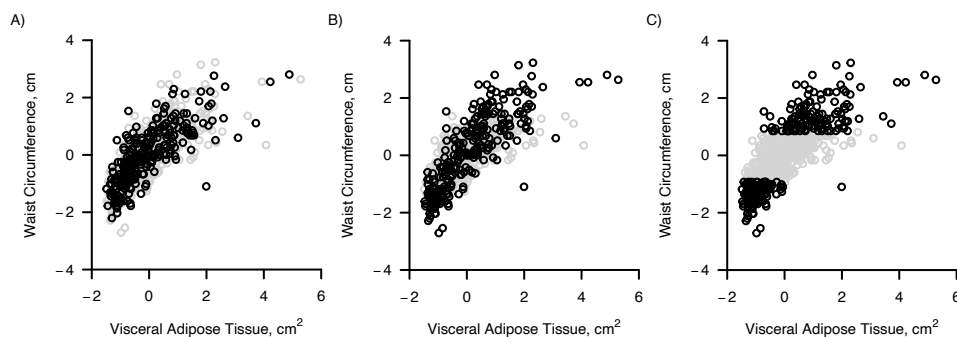 A)
B)
C)
4
2
0
−2
−4
−2 0 2 4 6
Waist Circumference, cm
Visceral Adipose Tissue, cm²
4
2
0
−2
−4
−2 0 2 4 6
Waist Circumference, cm
Visceral Adipose Tissue, cm²
4
2
0
−2
−4
−2 0 2 4 6
Waist Circumference, cm
Visceral Adipose Tissue, cm²